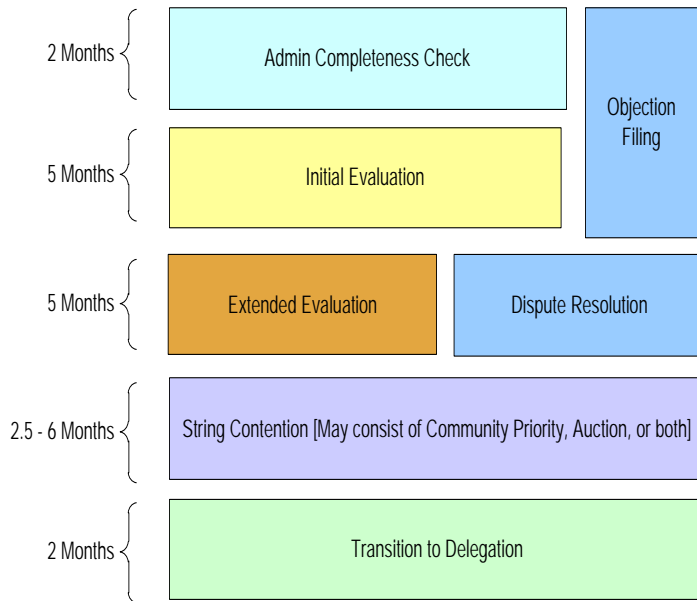 2 Months
Admin Completeness Check
Objection
Filing
5 Months
Initial Evaluation
5 Months
Extended Evaluation
Dispute Resolution
2.5 - 6 Months
String Contention [May consist of Community Priority, Auction, or both]
2 Months
Transition to Delegation